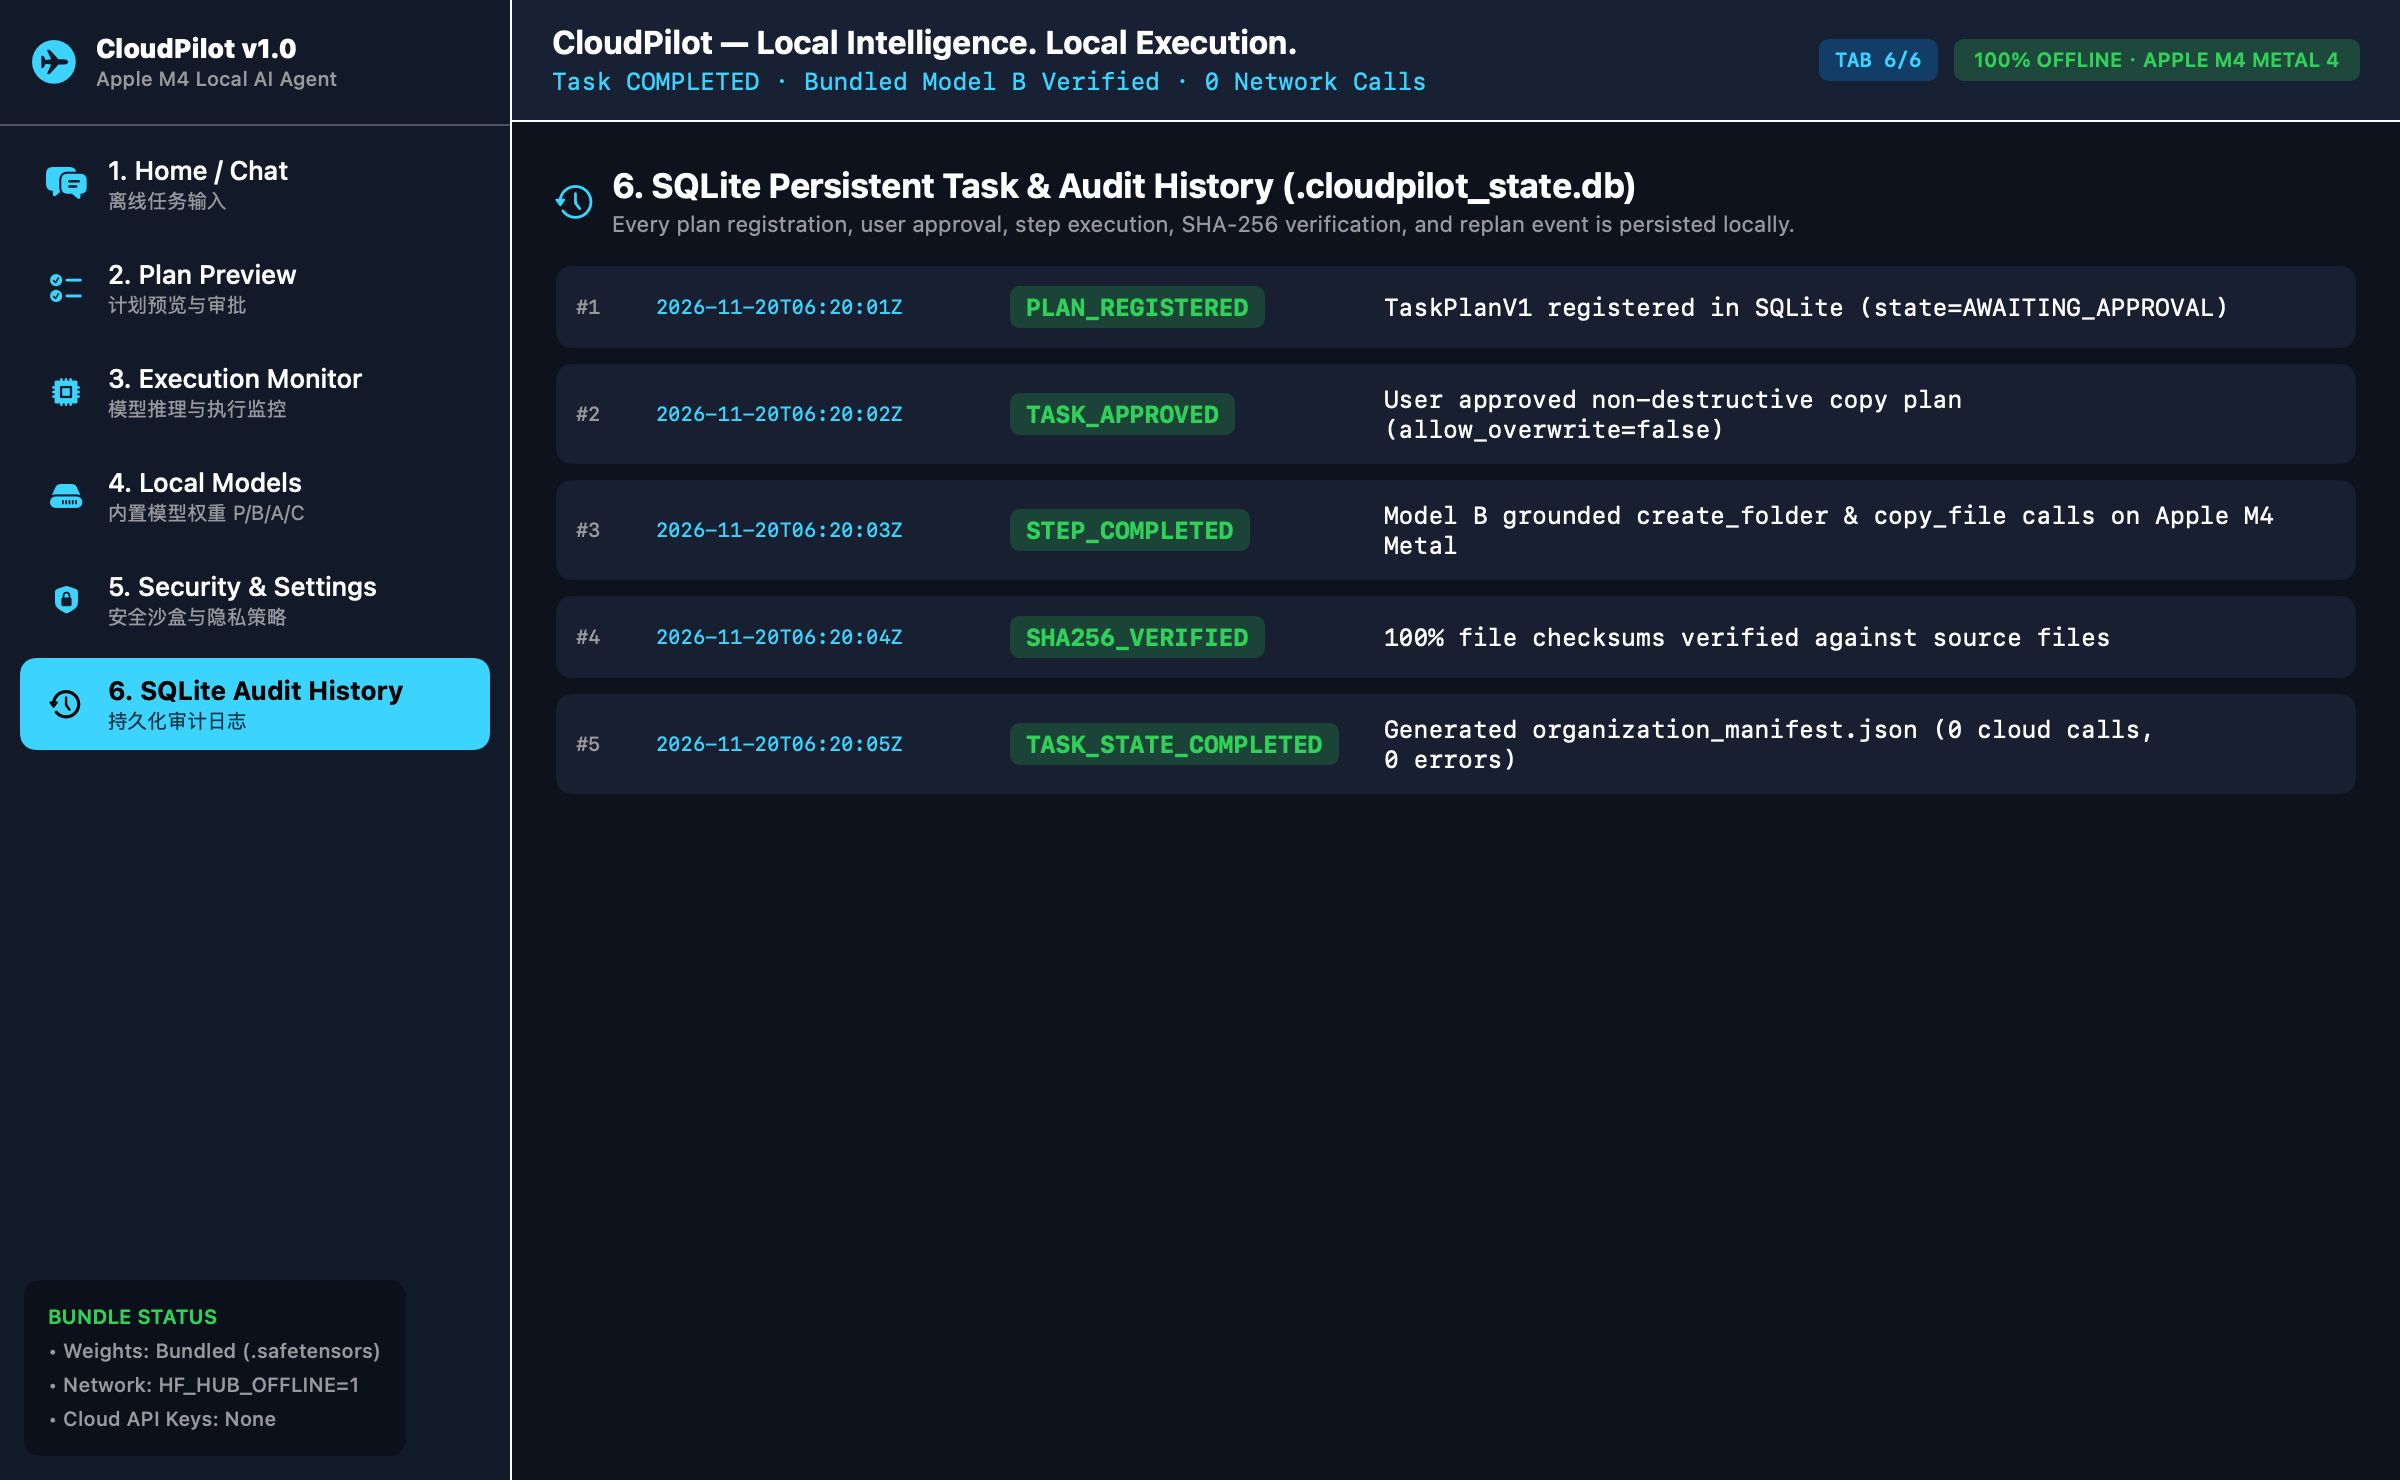 CloudPilot v1.0
Apple M4 Local AI Agent
1. Home / Chat
离线任务输入
2. Plan Preview
计划预览与审批
3. Execution Monitor
模型推理与执行监控
4. Local Models
内置模型权重 P/B/A/C
5. Security & Settings
安全沙盒与隐私策略
6. SQLite Audit History
持久化审计日志
BUNDLE STATUS
• Weights: Bundled (.safetensors)
• Network: HF_HUB_OFFLINE=1
• Cloud API Keys: None
CloudPilot — Local Intelligence. Local Execution.
Task COMPLETED · Bundled Model B Verified · 0 Network Calls
TAB 6/6
100% OFFLINE · APPLE M4 METAL 4
6. SQLite Persistent Task & Audit History (.cloudpilot_state.db)
Every plan registration, user approval, step execution, SHA-256 verification, and replan event is persisted locally.
#1 2026-11-20T06:20:01Z PLAN_REGISTERED TaskPlanV1 registered in SQLite (state=AWAITING_APPROVAL)
#2 2026-11-20T06:20:02Z TASK_APPROVED User approved non-destructive copy plan
(allow_overwrite=false)
#3 2026-11-20T06:20:03Z STEP_COMPLETED Model B grounded create_folder & copy_file calls on Apple M4
Metal
#4 2026-11-20T06:20:04Z SHA256_VERIFIED 100% file checksums verified against source files
#5 2026-11-20T06:20:05Z TASK_STATE_COMPLETED Generated organization_manifest.json (0 cloud calls,
0 errors)